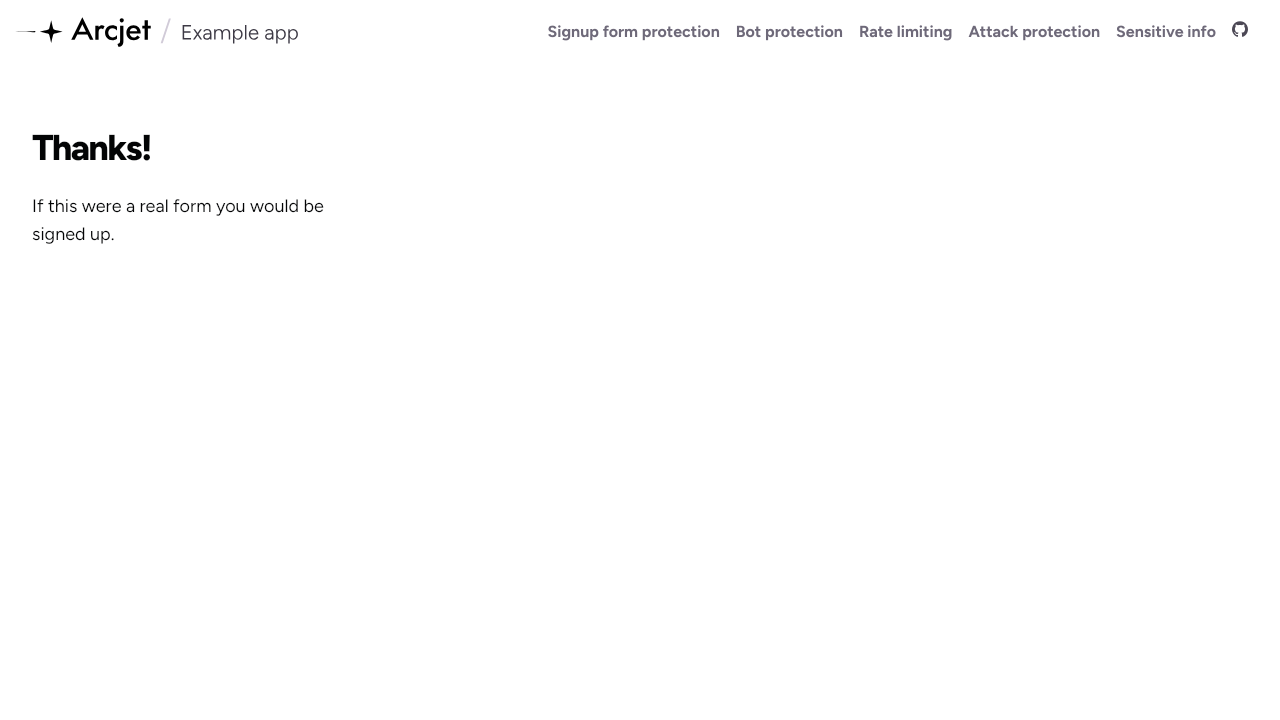 Arcjet / Example app
Signup form protection Bot protection Rate limiting Attack protection Sensitive info
Thanks!
If this were a real form you would be
signed up.